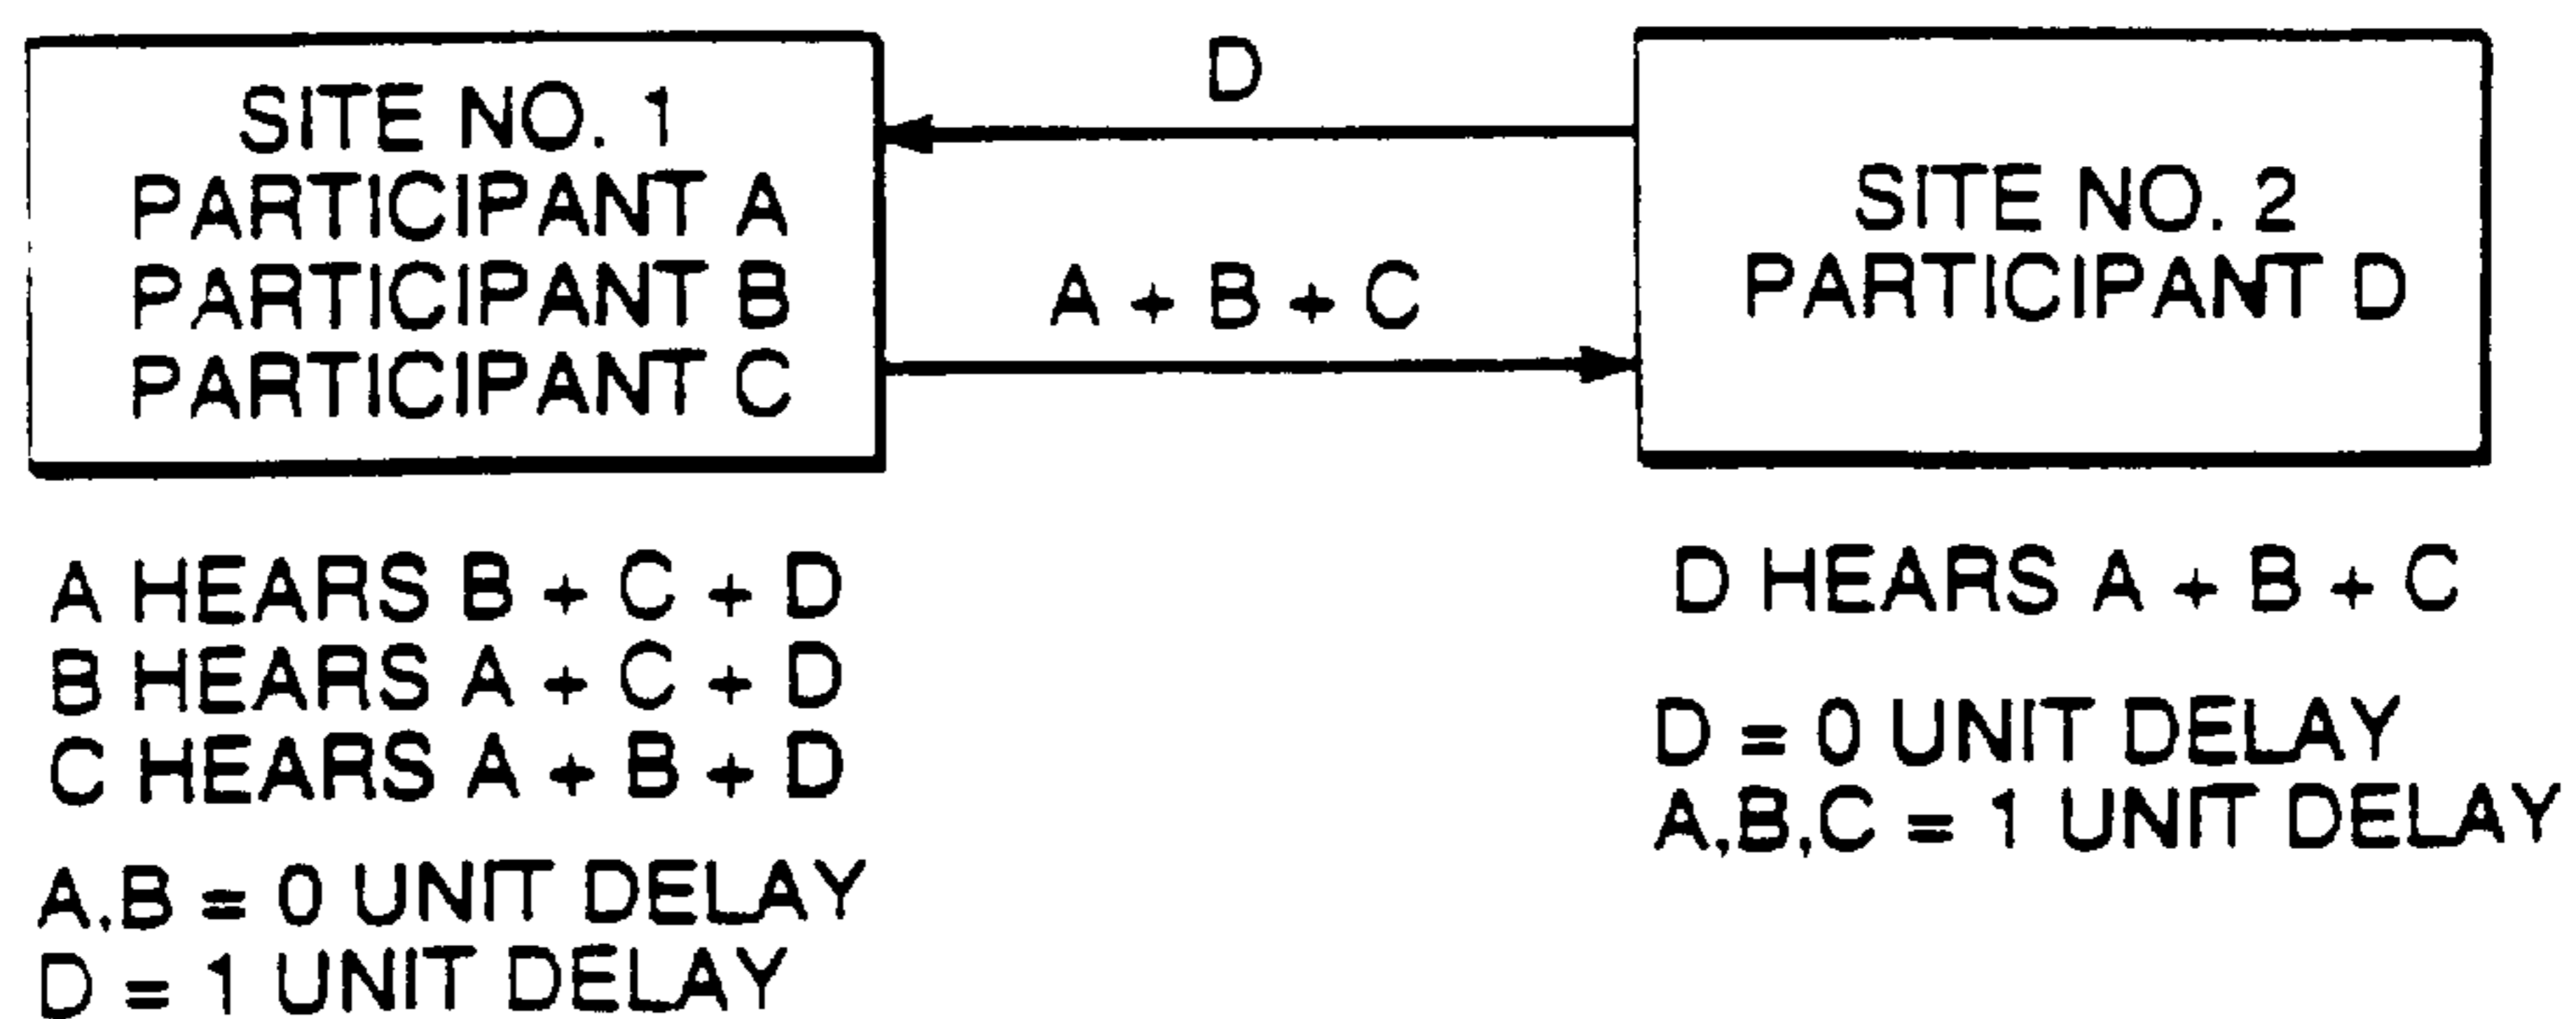 SITE NO. 1
PARTICIPANT A
PARTICIPANT B
PARTICIPANT C
D
A + B + C
SITE NO. 2
PARTICIPANT D
A HEARS B + C + D
B HEARS A + C + D
C HEARS A + B + D
A,B = 0 UNIT DELAY
D = 1 UNIT DELAY
D HEARS A + B + C
D = 0 UNIT DELAY
A,B,C = 1 UNIT DELAY